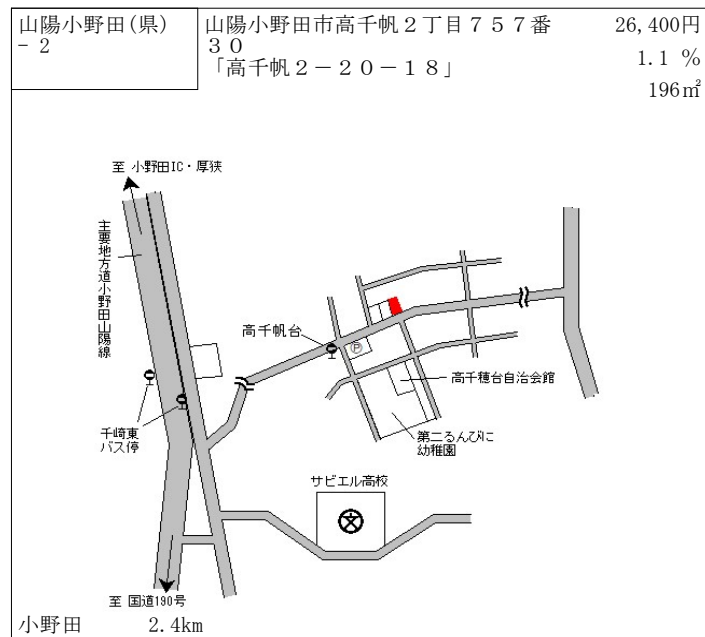 山陽小野田(県)
－２
山陽小野田市高千帆２丁目７５７番
３０
「高千帆２－２０－１８」
26,400円
1.1 %
196㎡
至 小野田IC・厚狭
主要地方道小野田山陽線
高千帆台
Ⓟ
高千穂台自治会館
千崎東
バス停
第二るんびに
幼稚園
サビエル高校
文
至 国道190号
小野田 2.4km